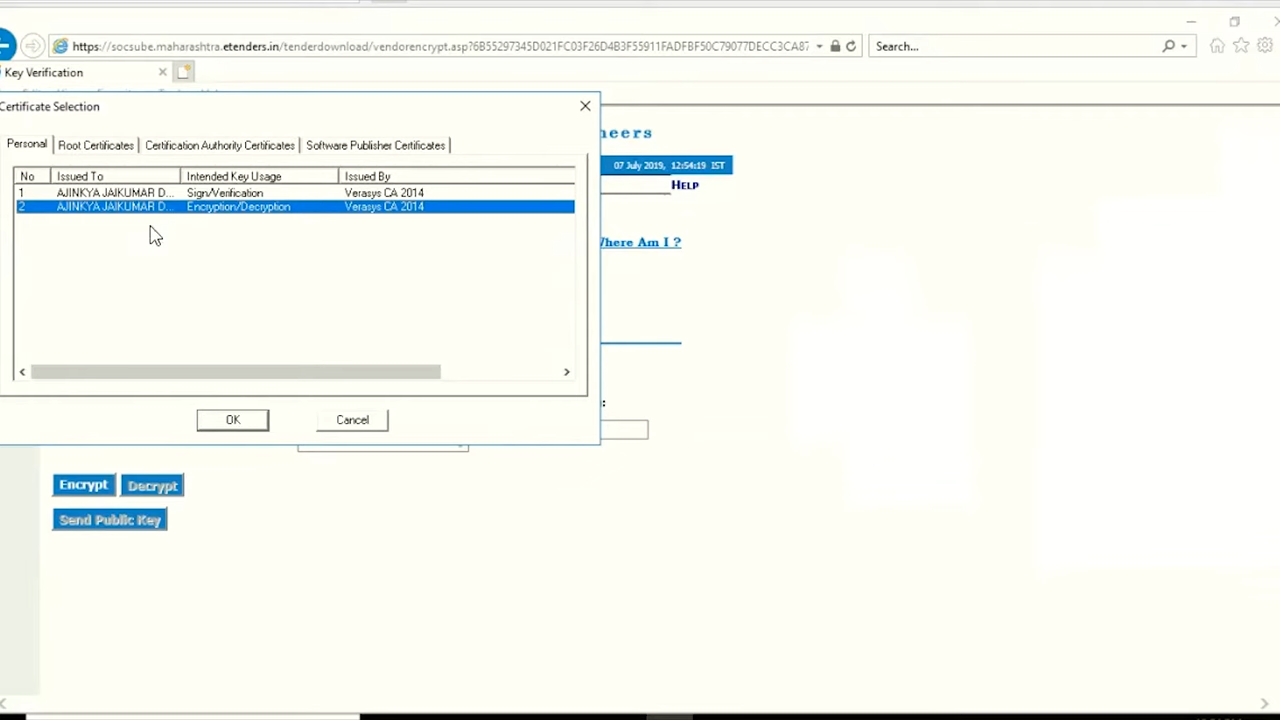 https://socsube.maharashtra.etenders.in/tenderdownload/vendorencrypt.asp?6B55297345D021FC03F26D4B3F55911FADFBF50C79077DECC3CA87
Search...
Key Verification
Certificate Selection
neers
Personal
Root Certificates
Certification Authority Certificates
Software Publisher Certificates
07 July 2019, 12:54:19 IST
No Issued To Intended Key Usage Issued By
HELP
1 AJINKYA JAIKUMAR D... Sign/Verification Verasys CA 2014
2 AJINKYA JAIKUMAR D... Encryption/Decryption Verasys CA 2014
Where Am I ?
:
OK Cancel
Encrypt Decrypt
Send Public Key